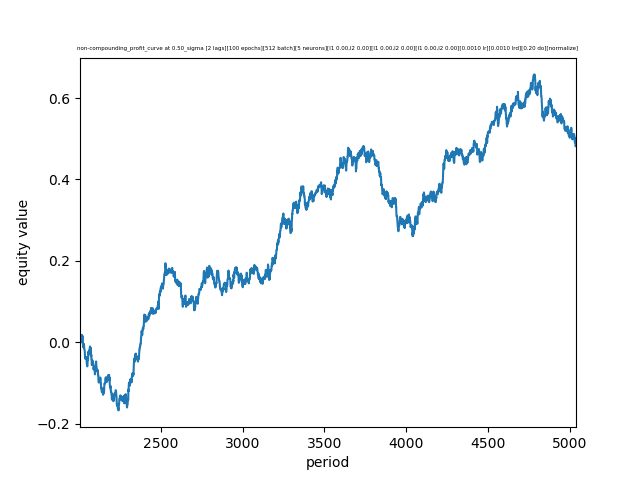 non-compounding_profit_curve at 0.50_sigma [2 lags][100 epochs][512 batch][5 neurons][l1 0.00,l2 0.00][l1 0.00,l2 0.00][l1 0.00,l2 0.00][0.0010 lr][0.0010 lrd][0.20 do][normalize]
0.6
0.4
0.2
0.0
−0.2
equity value
2500 3000 3500 4000 4500 5000
period